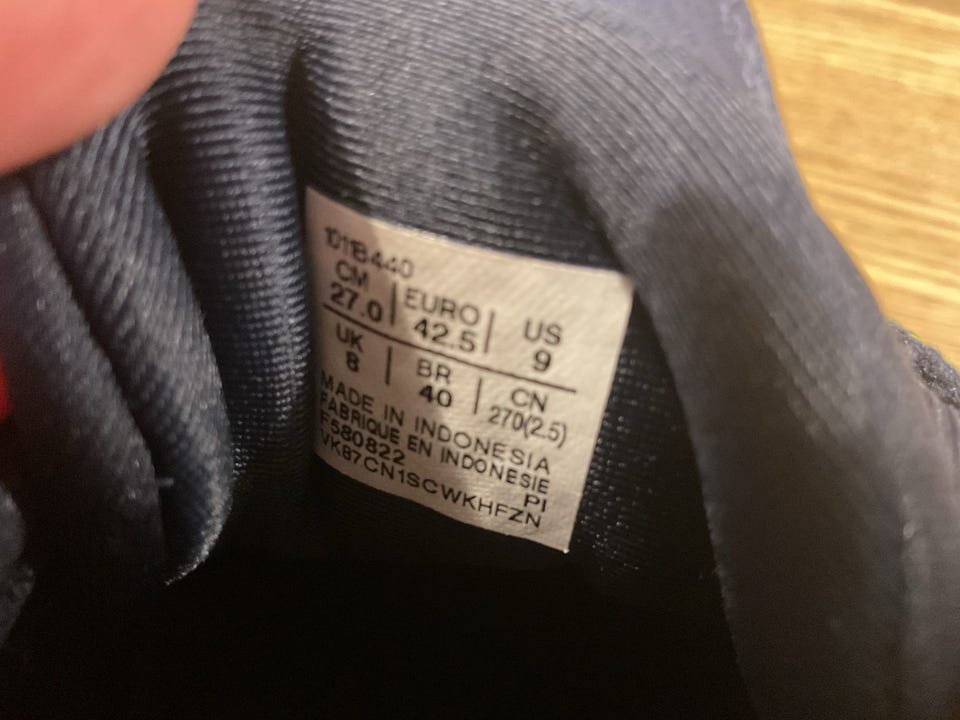 1011B440
CM | EURO | US
27.0 | 42.5 | 9
UK | BR | CN
8 | 40 | 270(2.5)
MADE IN INDONESIA
FABRIQUE EN INDONESIE
F580822 PI
VK87CN1SCWKHFZN